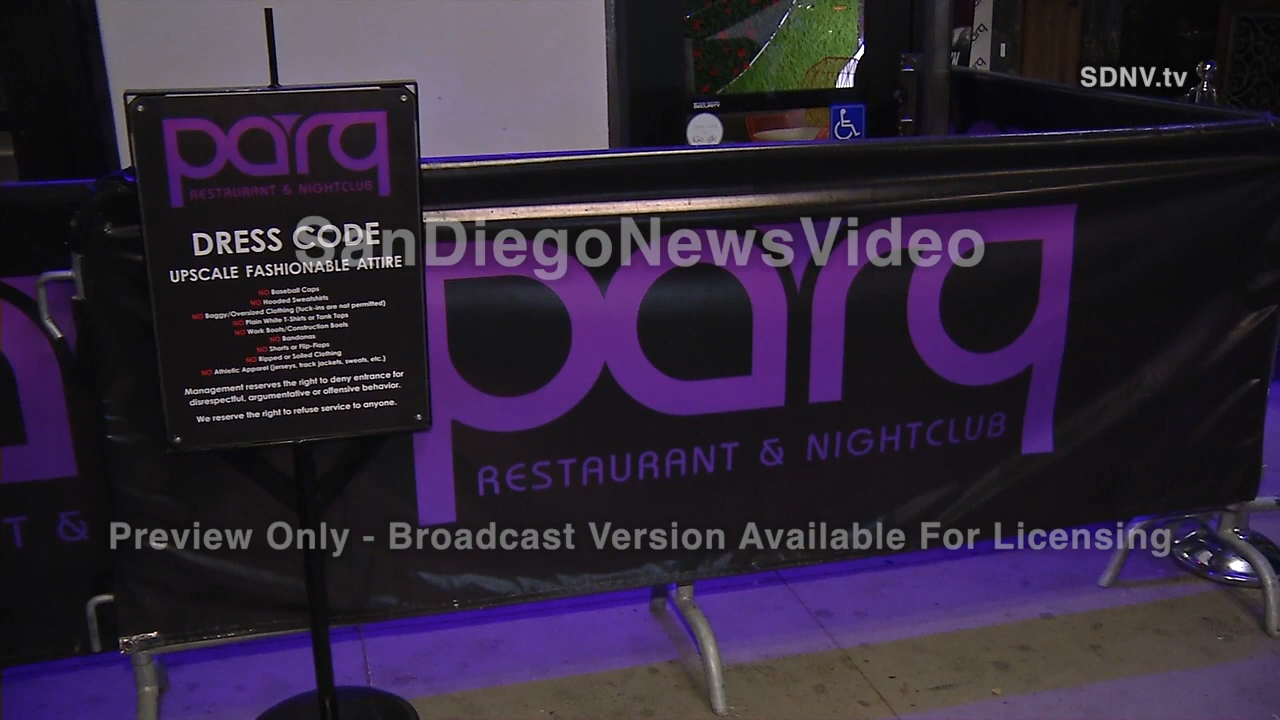 SDNV.tv
parq
RESTAURANT & NIGHTCLUB
DRESS CODE
UPSCALE FASHIONABLE ATTIRE
NO Baseball Caps
NO Hooded Sweatshirts
NO Baggy/Oversized Clothing (tuck-ins are not permitted)
NO Plain White T-Shirts or Tank Tops
NO Work Boots/Construction Boots
NO Bandanas
NO Shorts or Flip-Flops
NO Ripped or Soiled Clothing
NO Athletic Apparel (jerseys, track jackets, sweats, etc.)
Management reserves the right to deny entrance for
disrespectful, argumentative or offensive behavior.
We reserve the right to refuse service to anyone.
SanDiegoNewsVideo
parq
RESTAURANT & NIGHTCLUB
T &
Preview Only - Broadcast Version Available For Licensing
SECURITY
Google